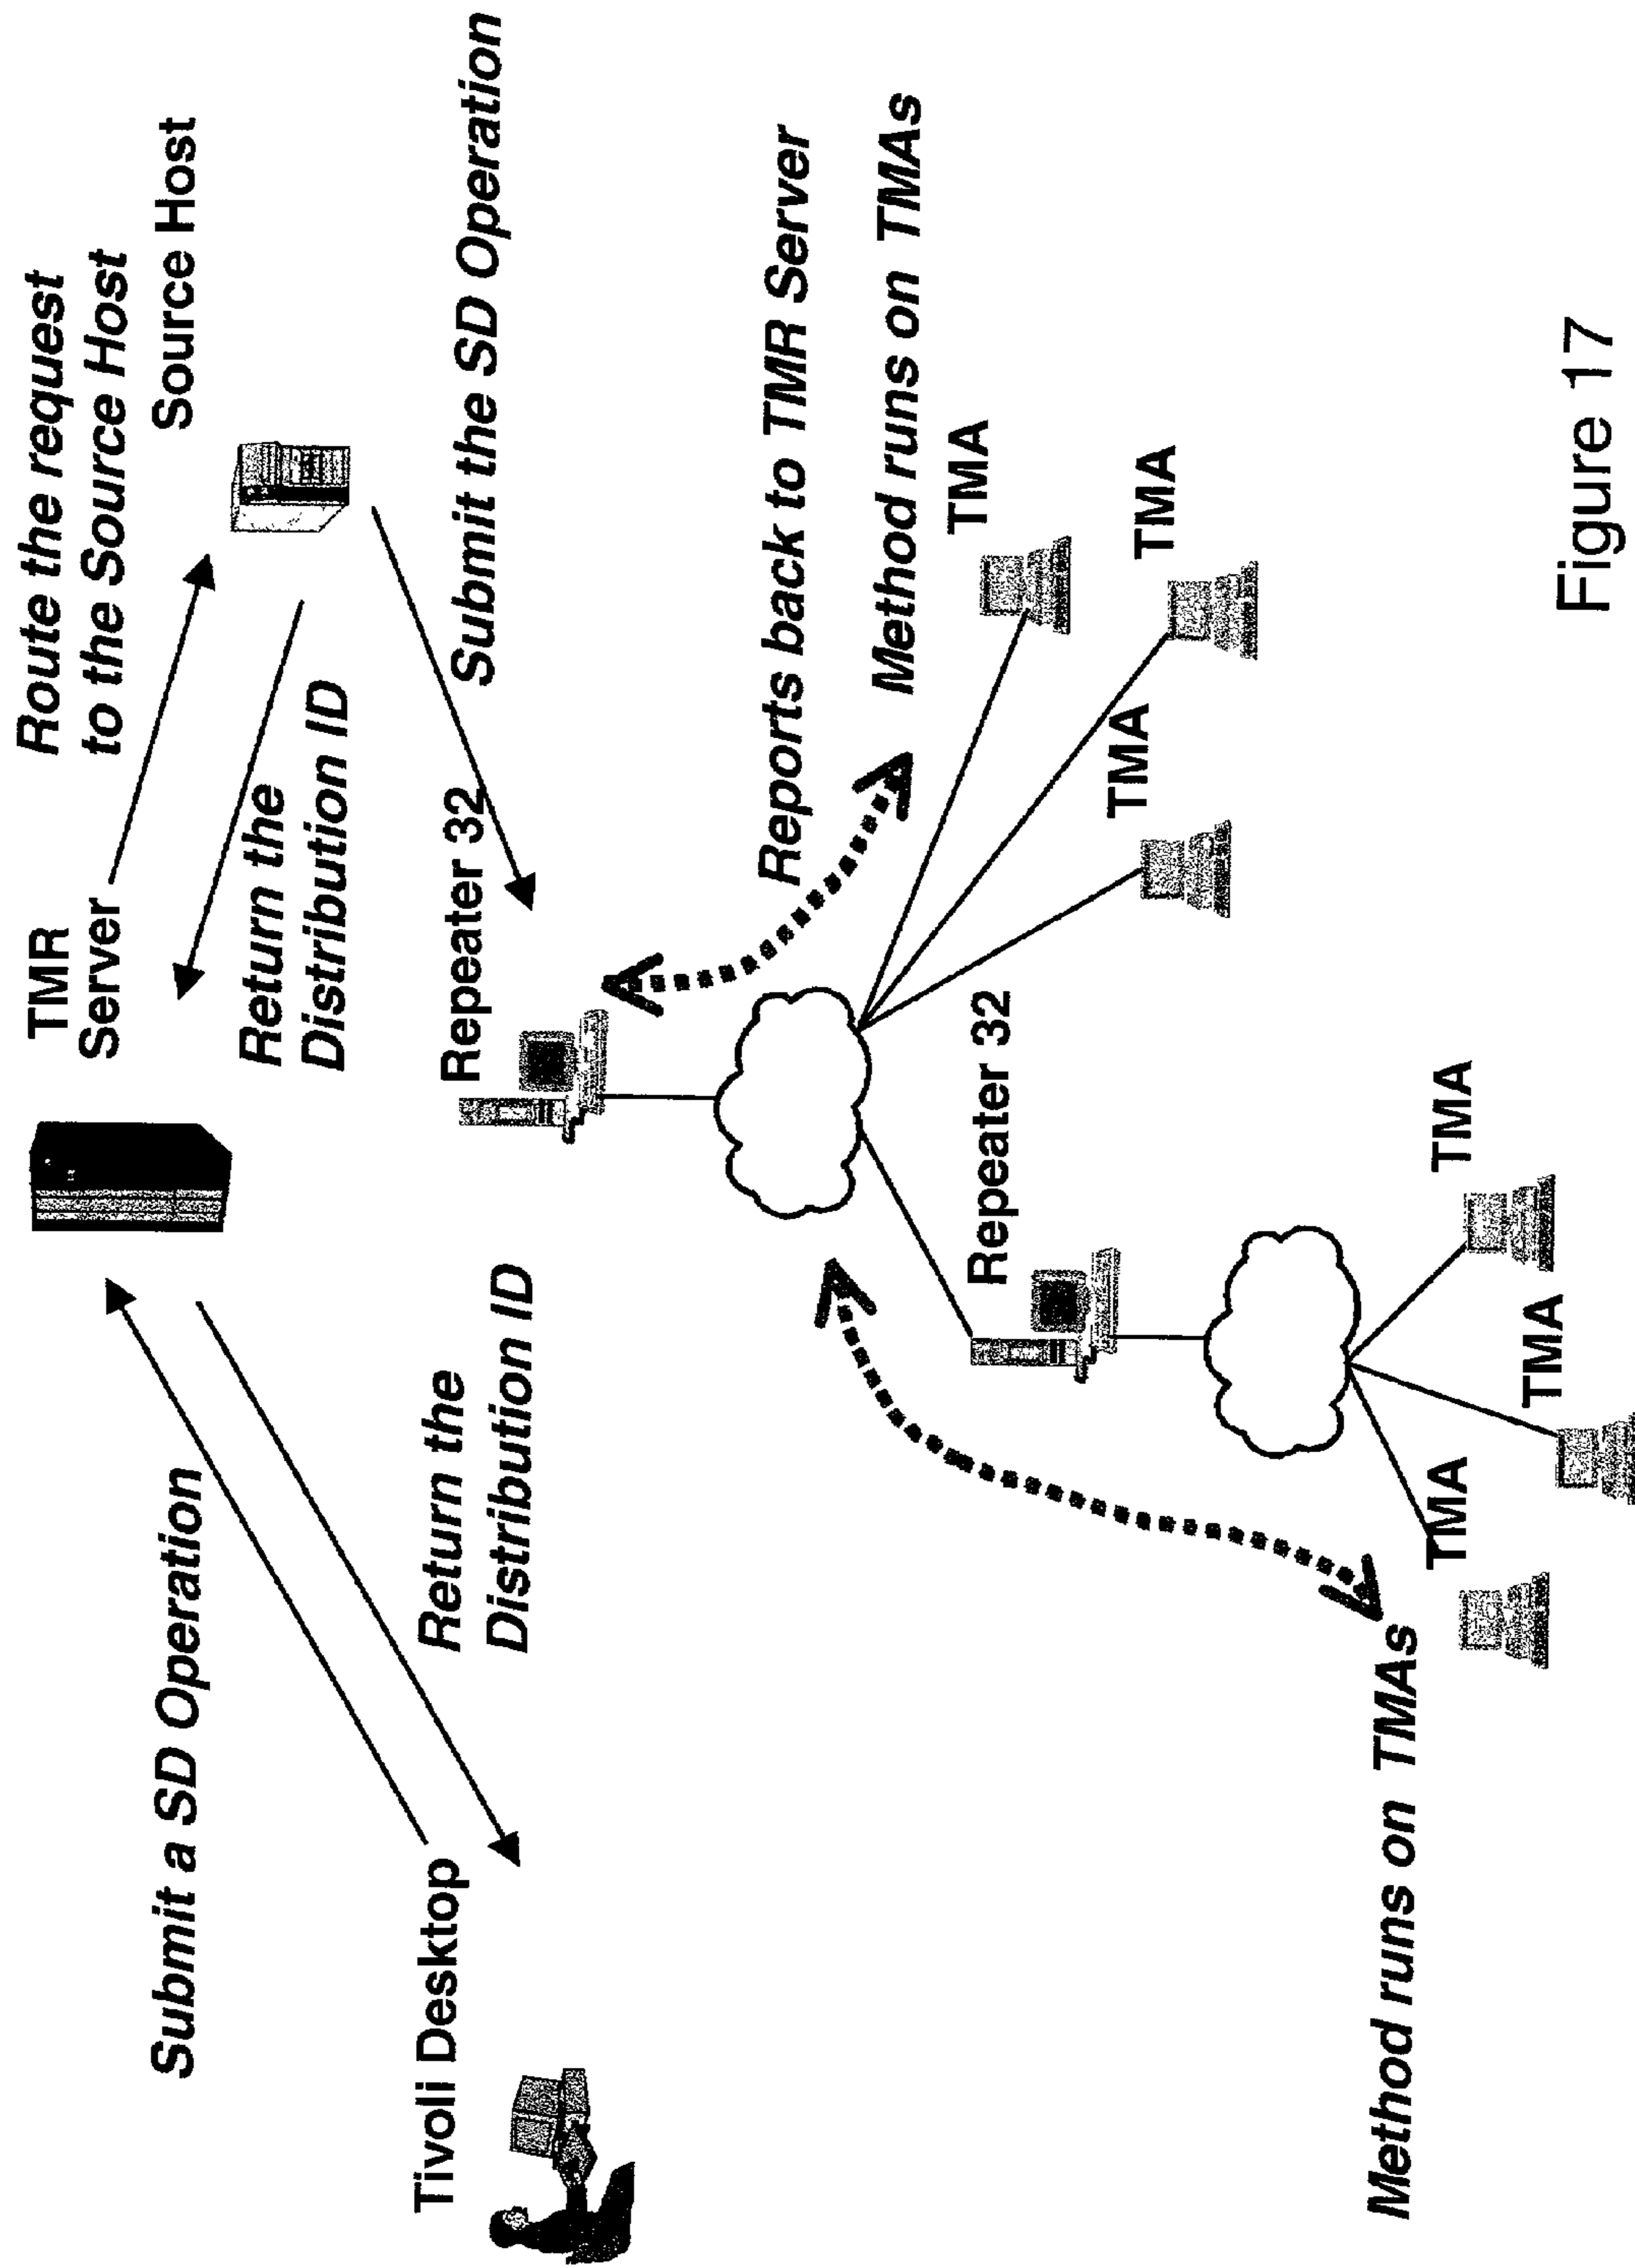 Submit a SD Operation
TMR
Server
Route the request
to the Source Host
Source Host
Return the
Distribution ID
Tivoli Desktop
Return the
Distribution ID
Repeater 32
Submit the SD Operation
Reports back to TMR Server
Method runs on TMAs
TMA
TMA
TMA
Repeater 32
Method runs on TMAs
TMA
TMA
TMA
Figure 17